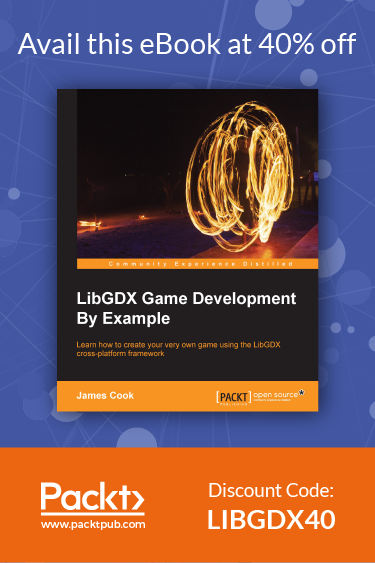 Avail this eBook at 40% off
Community Experience Distilled
LibGDX Game Development
By Example
Learn how to create your very own game using the LibGDX
cross-platform framework
James Cook
[PACKT] open source*
PUBLISHING
Packt>
www.packtpub.com
Discount Code:
LIBGDX40